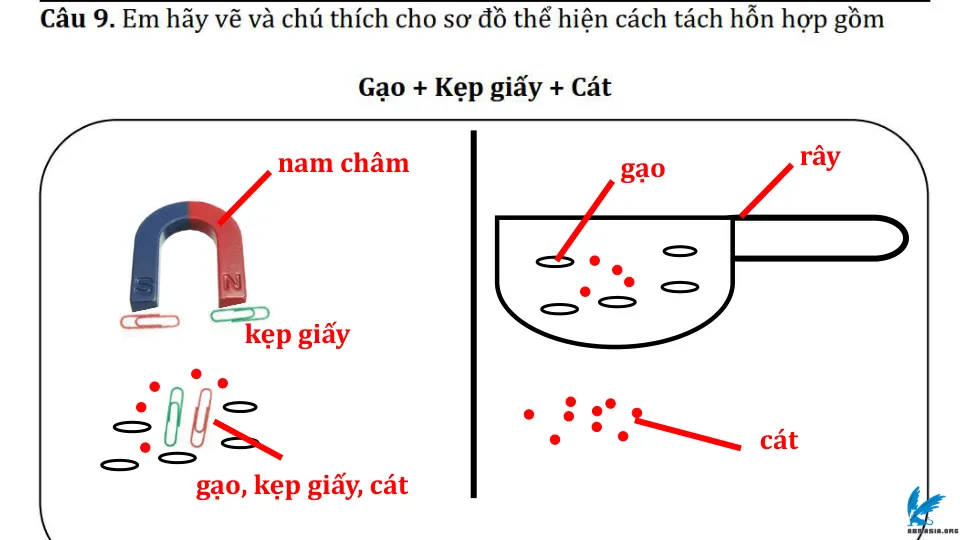 Câu 9. Em hãy vẽ và chú thích cho sơ đồ thể hiện cách tách hỗn hợp gồm
Gạo + Kẹp giấy + Cát
nam châm
S N
kẹp giấy
gạo, kẹp giấy, cát
gạo
rây
cát
ABBASIA.ORG